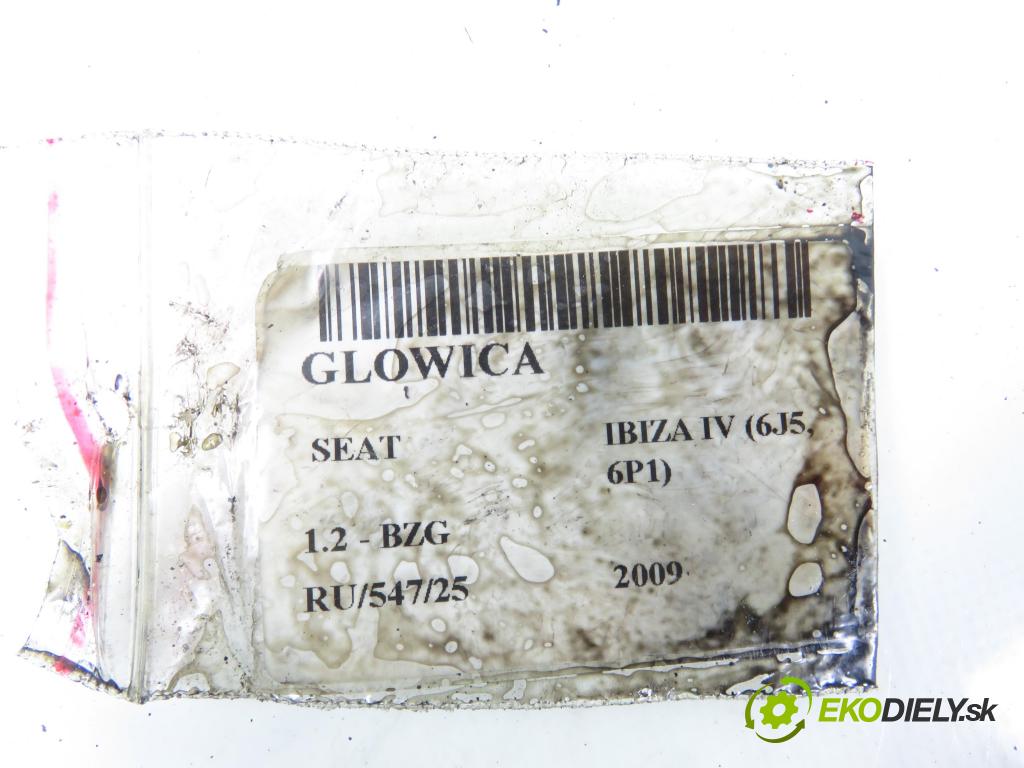 GLOWICA
SEAT
IBIZA IV (6J5,
6P1)
1.2 - BZG
RU/547/25
2009
EKODIELY.sk